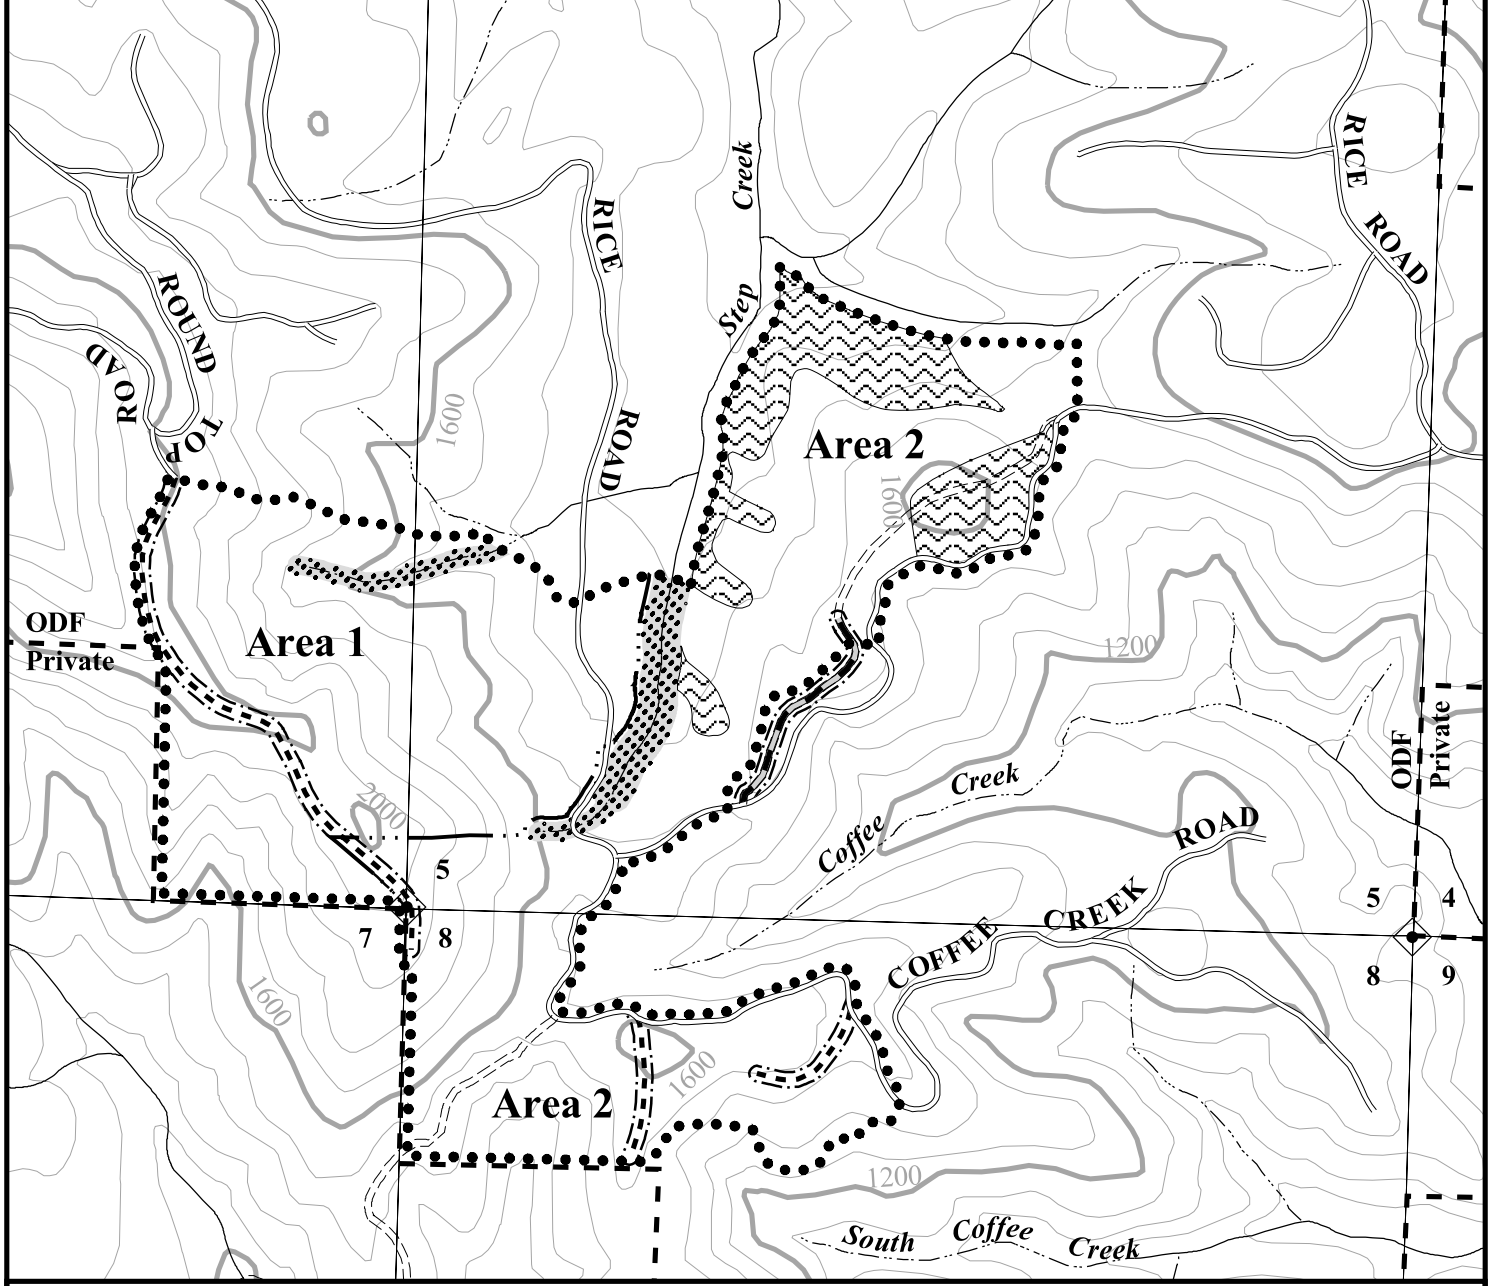 Creek
Step
RICE
ROAD
RICE
ROAD
ROUND
TOP
ROAD
1600
Area 2
1600
ODF
Private
Area 1
1200
2000
Creek
Coffee
ROAD
CREEK
COFFEE
ODF
Private
5
7
8
5
4
8
9
1600
1600
Area 2
1200
South Coffee Creek